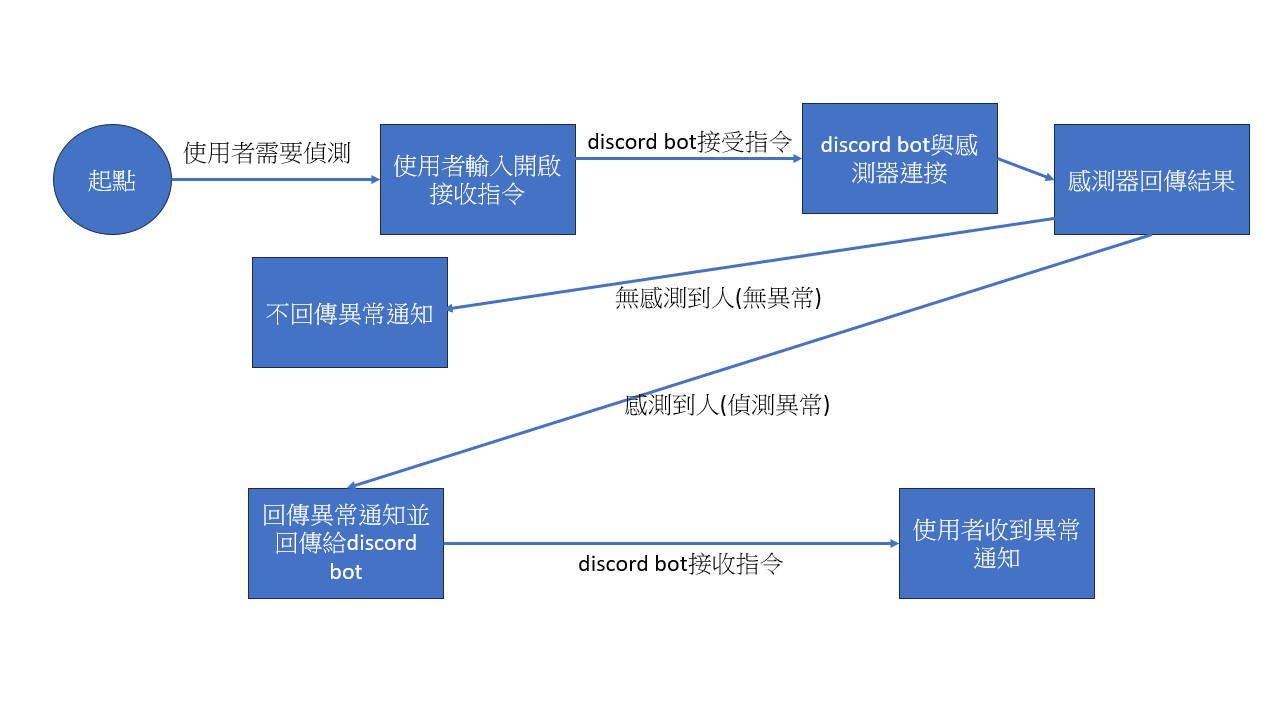 起點
使用者需要偵測
使用者輸入開啟
接收指令
discord bot接受指令
discord bot與感
測器連接
感測器回傳結果
不回傳異常通知
無感測到人(無異常)
感測到人(偵測異常)
回傳異常通知並
回傳給discord
bot
discord bot接收指令
使用者收到異常
通知